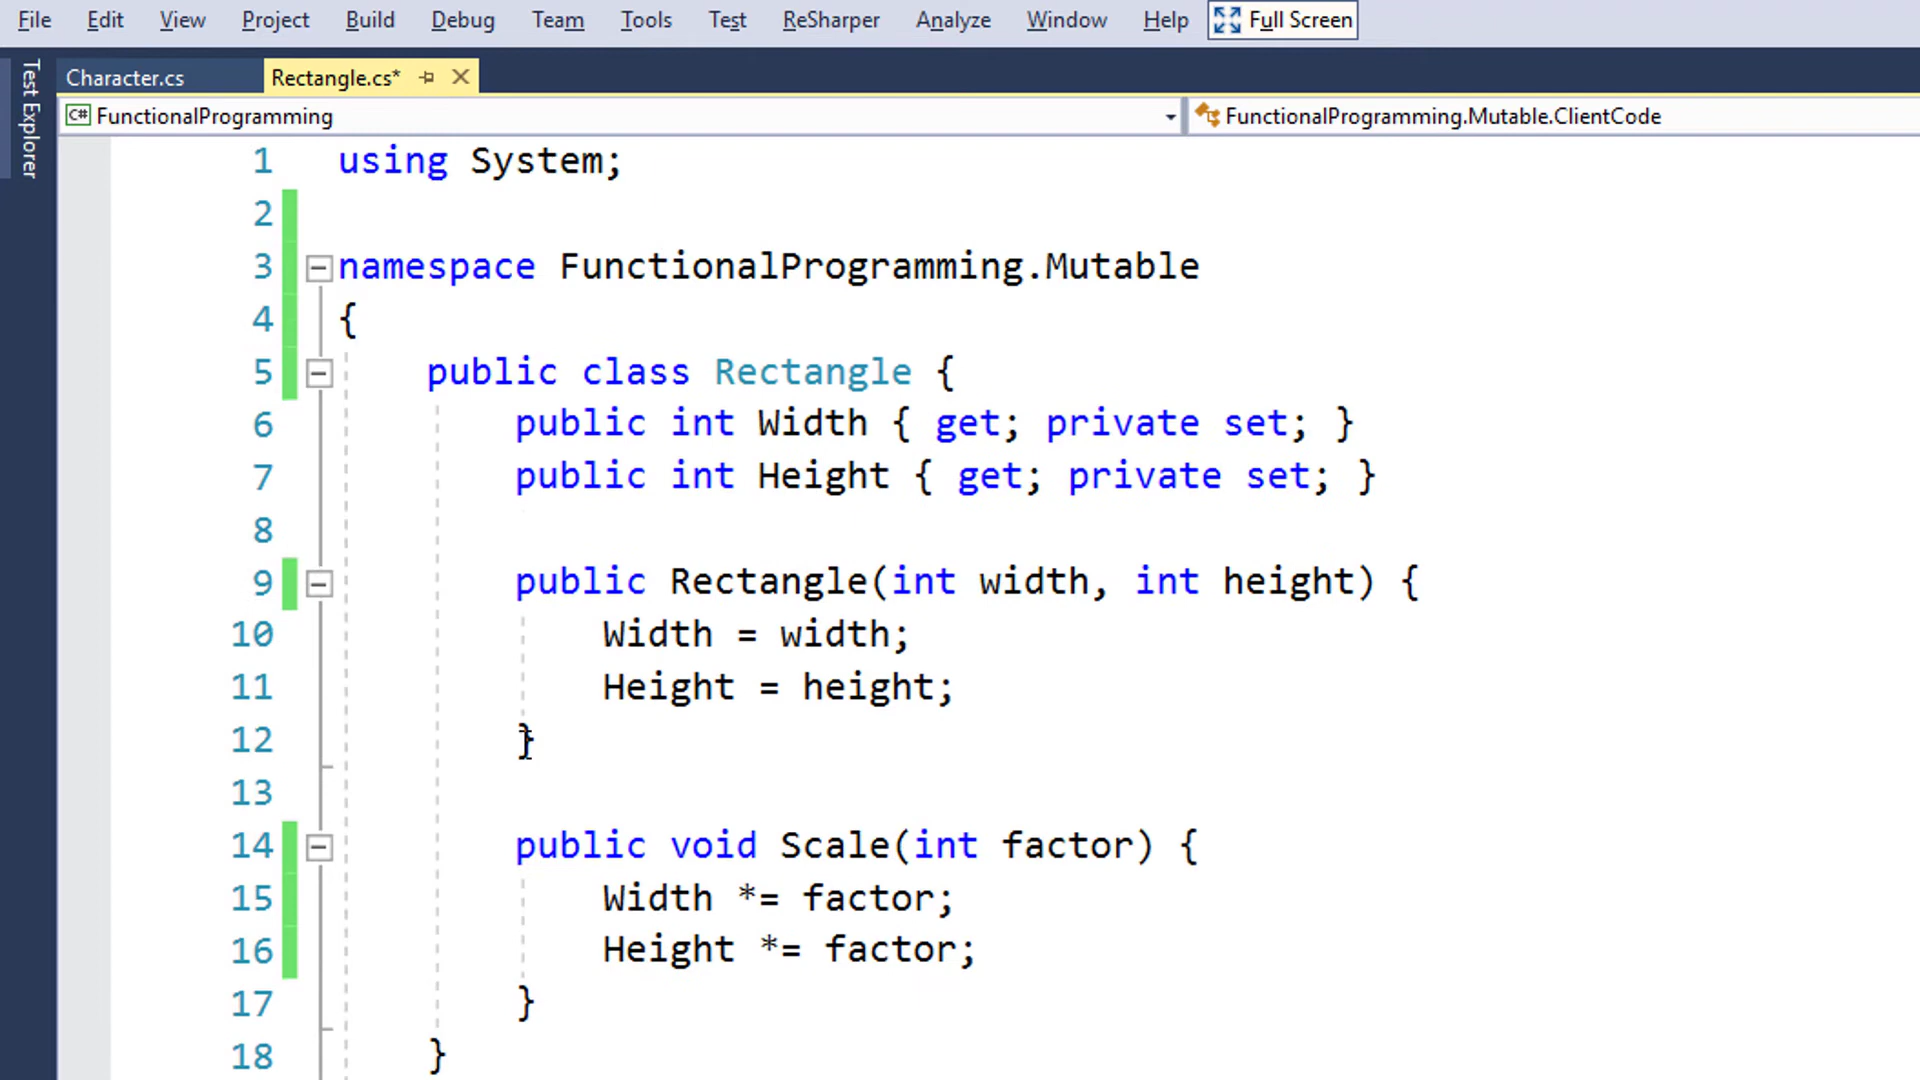 File Edit View Project Build Debug Team Tools Test ReSharper Analyze Window Help Full Screen
Test Explorer
Character.cs Rectangle.cs*
C# FunctionalProgramming FunctionalProgramming.Mutable.ClientCode
1 using System;
2
3 namespace FunctionalProgramming.Mutable
4 {
5 public class Rectangle {
6 public int Width { get; private set; }
7 public int Height { get; private set; }
8
9 public Rectangle(int width, int height) {
10 Width = width;
11 Height = height;
12 }
13
14 public void Scale(int factor) {
15 Width *= factor;
16 Height *= factor;
17 }
18 }